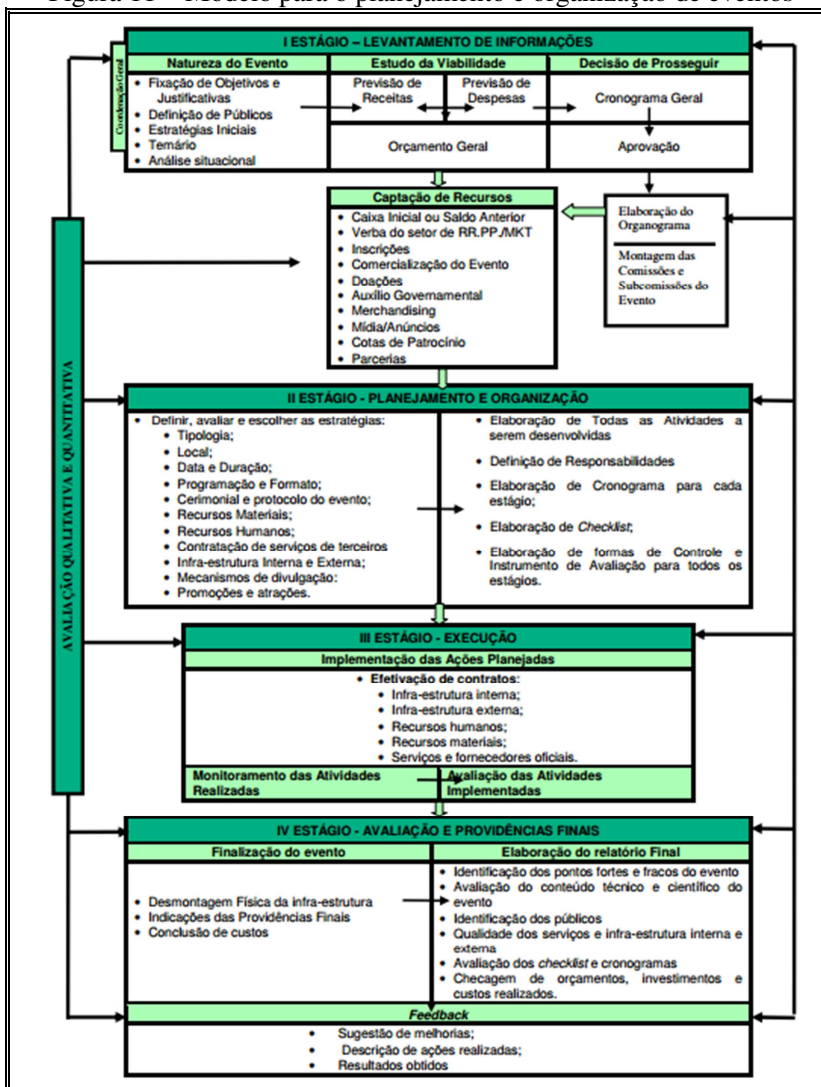 Figura 11 – Modelo para o planejamento e organização de eventos
I ESTÁGIO – LEVANTAMENTO DE INFORMAÇÕES
Coordenação Geral
Natureza do Evento
Estudo da Viabilidade
Decisão de Prosseguir
• Fixação de Objetivos e
Justificativas
• Definição de Públicos
• Estratégias Iniciais
• Temário
• Análise situacional
Previsão de
Receitas
Previsão de
Despesas
Cronograma Geral
Orçamento Geral
Aprovação
Captação de Recursos
• Caixa Inicial ou Saldo Anterior
• Verba do setor de RR.PP./MKT
• Inscrições
• Comercialização do Evento
• Doações
• Auxílio Governamental
• Merchandising
• Mídia/Anúncios
• Cotas de Patrocínio
• Parcerias
Elaboração do
Organograma
Montagem das
Comissões e
Subcomissões do
Evento
AVALIAÇÃO QUALITATIVA E QUANTITATIVA
II ESTÁGIO - PLANEJAMENTO E ORGANIZAÇÃO
• Definir, avaliar e escolher as estratégias:
• Tipologia;
• Local;
• Data e Duração;
• Programação e Formato;
• Cerimonial e protocolo do evento;
• Recursos Materiais;
• Recursos Humanos;
• Contratação de serviços de terceiros
• Infra-estrutura Interna e Externa;
• Mecanismos de divulgação:
• Promoções e atrações.
• Elaboração de Todas as Atividades a
serem desenvolvidas
• Definição de Responsabilidades
• Elaboração de Cronograma para cada
estágio;
• Elaboração de Checklist;
• Elaboração de formas de Controle e
Instrumento de Avaliação para todos os
estágios.
III ESTÁGIO - EXECUÇÃO
Implementação das Ações Planejadas
• Efetivação de contratos:
• Infra-estrutura interna;
• Infra-estrutura externa;
• Recursos humanos;
• Recursos materiais;
• Serviços e fornecedores oficiais.
Monitoramento das Atividades
Realizadas
Avaliação das Atividades
Implementadas
IV ESTÁGIO - AVALIAÇÃO E PROVIDÊNCIAS FINAIS
Finalização do evento
Elaboração do relatório Final
• Desmontagem Física da infra-estrutura
• Indicações das Providências Finais
• Conclusão de custos
• Identificação dos pontos fortes e fracos do evento
• Avaliação do conteúdo técnico e científico do
evento
• Identificação dos públicos
• Qualidade dos serviços e infra-estrutura interna e
externa
• Avaliação dos checklist e cronogramas
• Checagem de orçamentos, investimentos e
custos realizados.
Feedback
• Sugestão de melhorias;
• Descrição de ações realizadas;
• Resultados obtidos